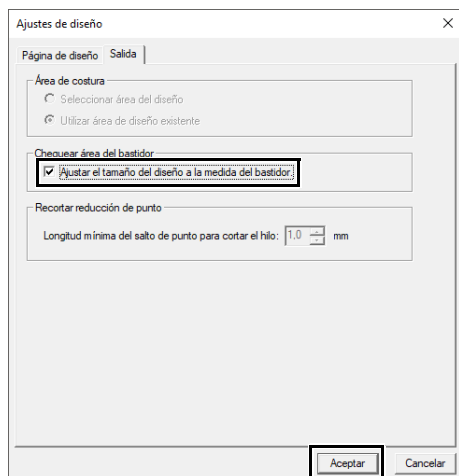 Ajustes de diseño
Página de diseño Salida
Área de costura
Seleccionar área del diseño
Utilizar área de diseño existente
Chequear área del bastidor
Ajustar el tamaño del diseño a la medida del bastidor.
Recortar reducción de punto
Longitud mínima del salto de punto para cortar el hilo: 1,0 mm
Aceptar Cancelar